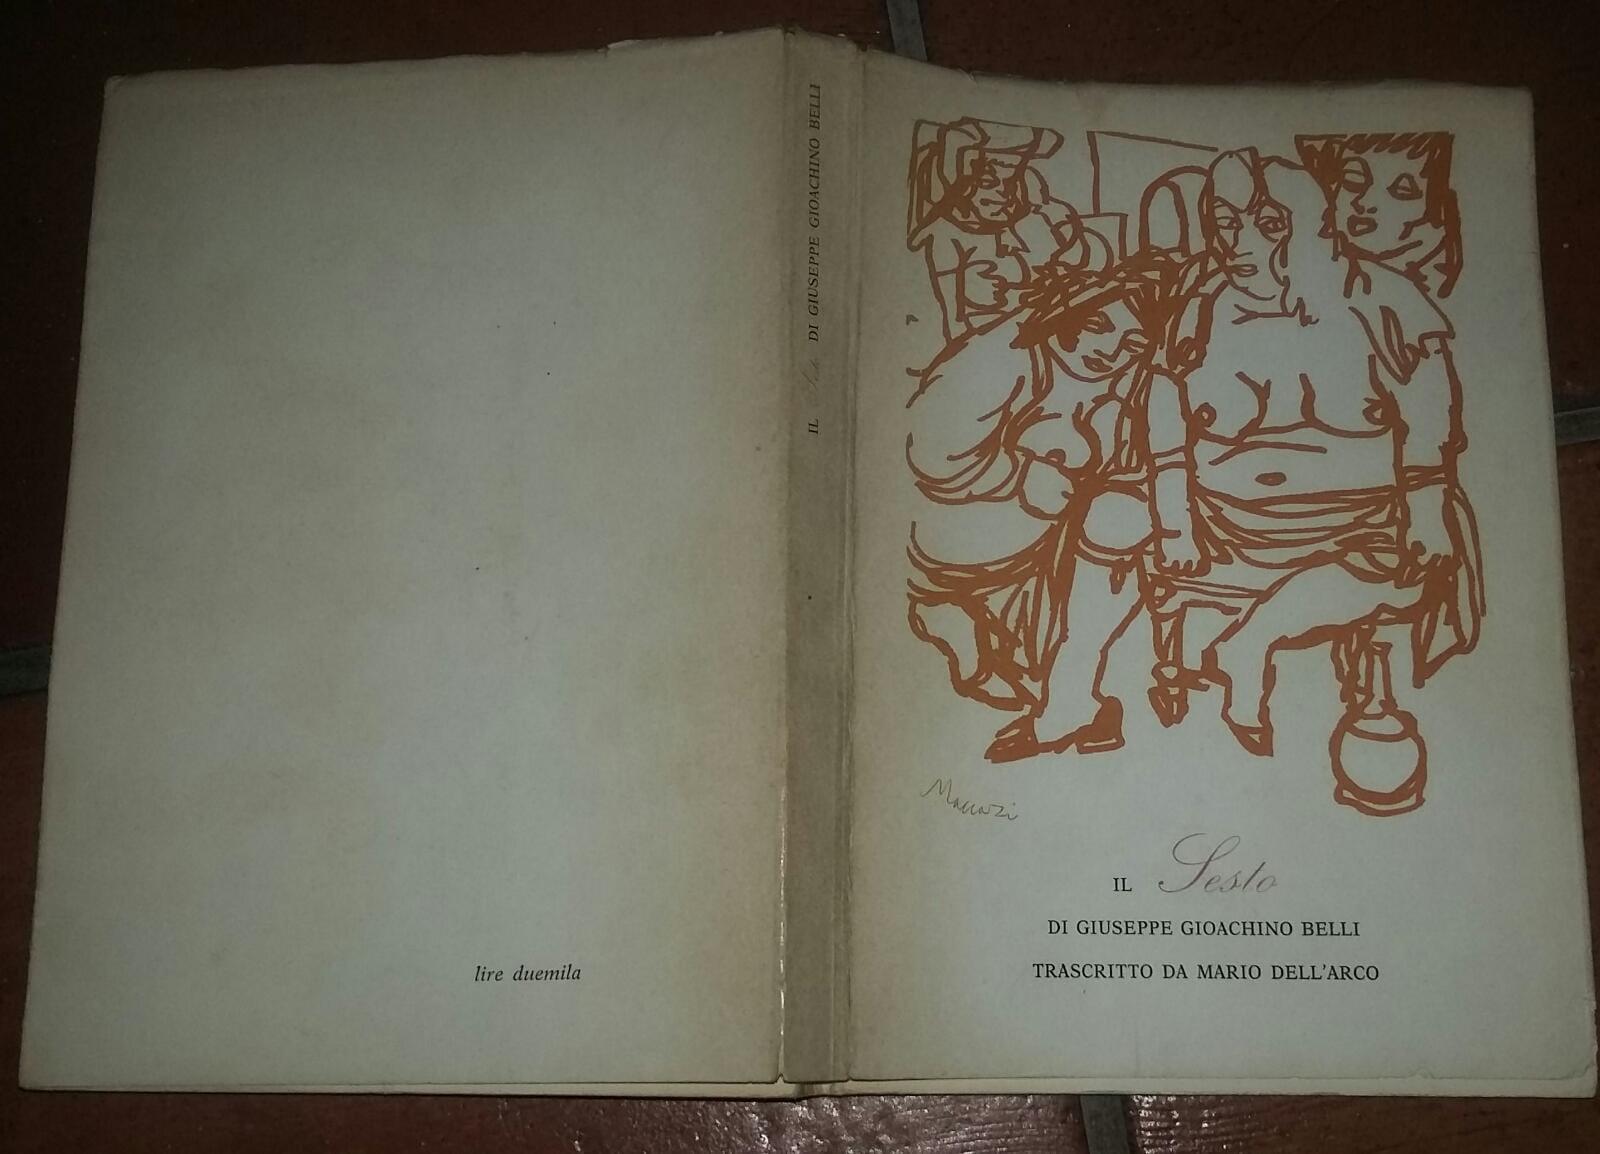 lire duemila
IL Sesto DI GIUSEPPE GIOACHINO BELLI
Maccari
IL Sesto
DI GIUSEPPE GIOACHINO BELLI
TRASCRITTO DA MARIO DELL'ARCO